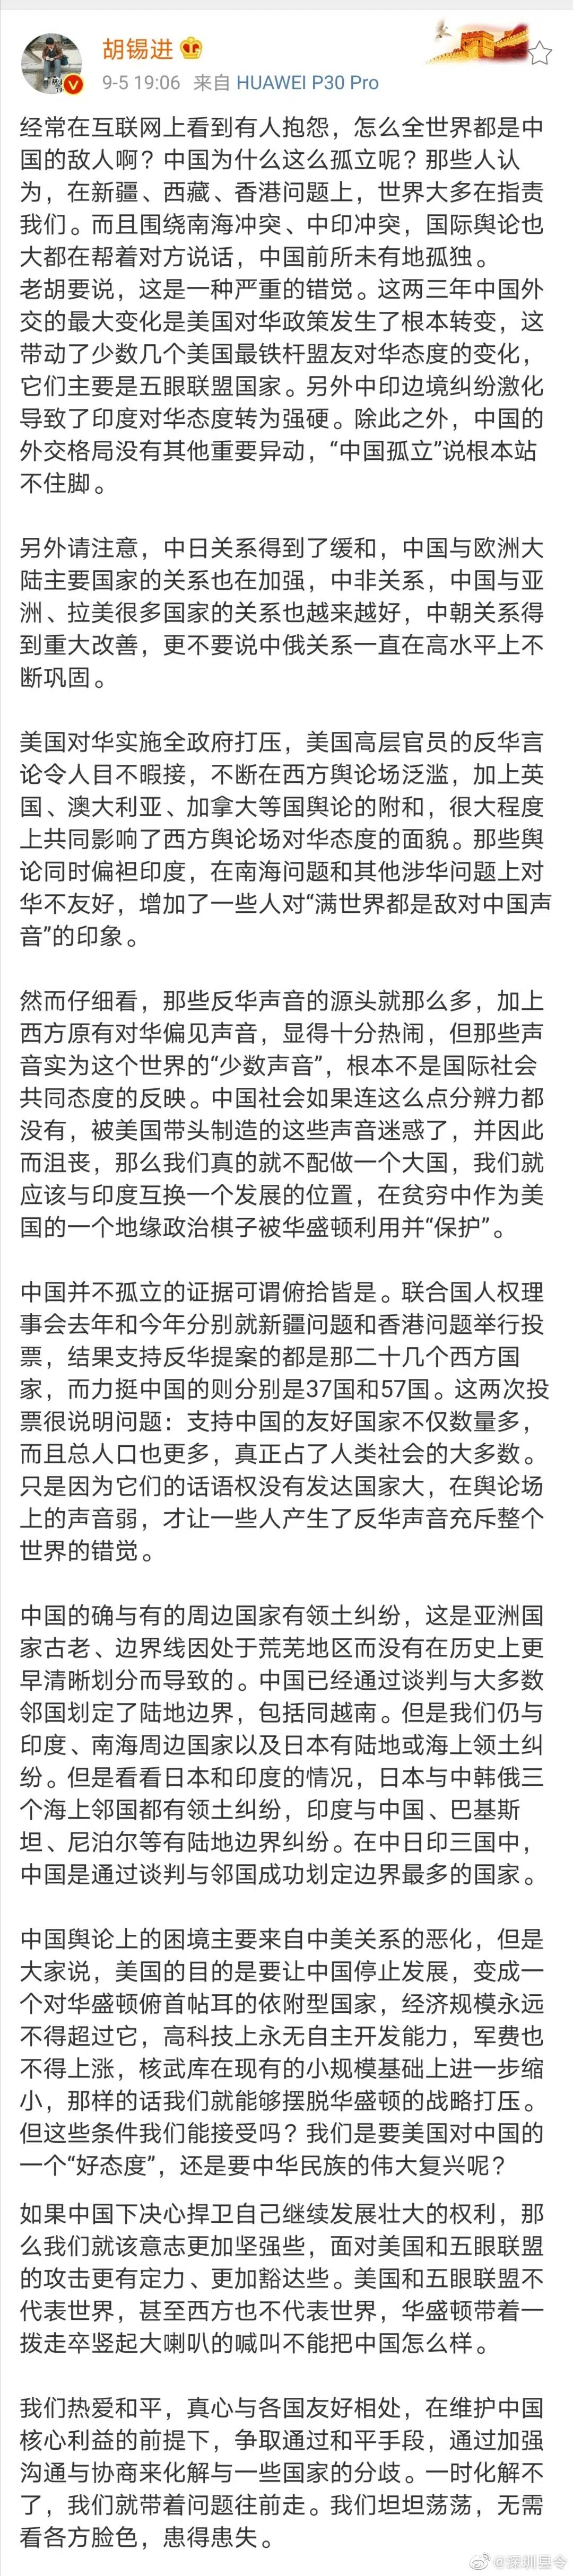 胡锡进
9-5 19:06 来自 HUAWEI P30 Pro
经常在互联网上看到有人抱怨，怎么全世界都是中
国的敌人啊？中国为什么这么孤立呢？那些人认
为，在新疆、西藏、香港问题上，世界大多在指责
我们。而且围绕南海冲突、中印冲突，国际舆论也
大都在帮着对方说话，中国前所未有地孤独。
老胡要说，这是一种严重的错觉。这两三年中国外
交的最大变化是美国对华政策发生了根本转变，这
带动了少数几个美国最铁杆盟友对华态度的变化，
它们主要是五眼联盟国家。另外中印边境纠纷激化
导致了印度对华态度转为强硬。除此之外，中国的
外交格局没有其他重要异动，“中国孤立”说根本站
不住脚。
另外请注意，中日关系得到了缓和，中国与欧洲大
陆主要国家的关系也在加强，中非关系，中国与亚
洲、拉美很多国家的关系也越来越好，中朝关系得
到重大改善，更不要说中俄关系一直在高水平上不
断巩固。
美国对华实施全政府打压，美国高层官员的反华言
论令人目不暇接，不断在西方舆论场泛滥，加上英
国、澳大利亚、加拿大等国舆论的附和，很大程度
上共同影响了西方舆论场对华态度的面貌。那些舆
论同时偏袒印度，在南海问题和其他涉华问题上对
华不友好，增加了一些人对“满世界都是敌对中国声
音”的印象。
然而仔细看，那些反华声音的源头就那么多，加上
西方原有对华偏见声音，显得十分热闹，但那些声
音实为这个世界的“少数声音”，根本不是国际社会
共同态度的反映。中国社会如果连这么点分辨力都
没有，被美国带头制造的这些声音迷惑了，并因此
而沮丧，那么我们真的就不配做一个大国，我们就
应该与印度互换一个发展的位置，在贫穷中作为美
国的一个地缘政治棋子被华盛顿利用并“保护”。
中国并不孤立的证据可谓俯拾皆是。联合国人权理
事会去年和今年分别就新疆问题和香港问题举行投
票，结果支持反华提案的都是那二十几个西方国
家，而力挺中国的则分别是37国和57国。这两次投
票很说明问题：支持中国的友好国家不仅数量多，
而且总人口也更多，真正占了人类社会的大多数。
只是因为它们的话语权没有发达国家大，在舆论场
上的声音弱，才让一些人产生了反华声音充斥整个
世界的错觉。
中国的确与有的周边国家有领土纠纷，这是亚洲国
家古老、边界线因处于荒芜地区而没有在历史上更
早清晰划分而导致的。中国已经通过谈判与大多数
邻国划定了陆地边界，包括同越南。但是我们仍与
印度、南海周边国家以及日本有陆地或海上领土纠
纷。但是看看日本和印度的情况，日本与中韩俄三
个海上邻国都有领土纠纷，印度与中国、巴基斯
坦、尼泊尔等有陆地边界纠纷。在中日印三国中，
中国是通过谈判与邻国成功划定边界最多的国家。
中国舆论上的困境主要来自中美关系的恶化，但是
大家说，美国的目的是要让中国停止发展，变成一
个对华盛顿俯首帖耳的依附型国家，经济规模永远
不得超过它，高科技上永无自主开发能力，军费也
不得上涨，核武库在现有的小规模基础上进一步缩
小，那样的话我们就能够摆脱华盛顿的战略打压。
但这些条件我们能接受吗？我们是要美国对中国的
一个“好态度”，还是要中华民族的伟大复兴呢？
如果中国下决心捍卫自己继续发展壮大的权利，那
么我们就该意志更加坚强些，面对美国和五眼联盟
的攻击更有定力、更加豁达些。美国和五眼联盟不
代表世界，甚至西方也不代表世界，华盛顿带着一
拨走卒竖起大喇叭的喊叫不能把中国怎么样。
我们热爱和平，真心与各国友好相处，在维护中国
核心利益的前提下，争取通过和平手段，通过加强
沟通与协商来化解与一些国家的分歧。一时化解不
了，我们就带着问题往前走。我们坦坦荡荡，无需
看各方脸色，患得患失。
@深圳县令